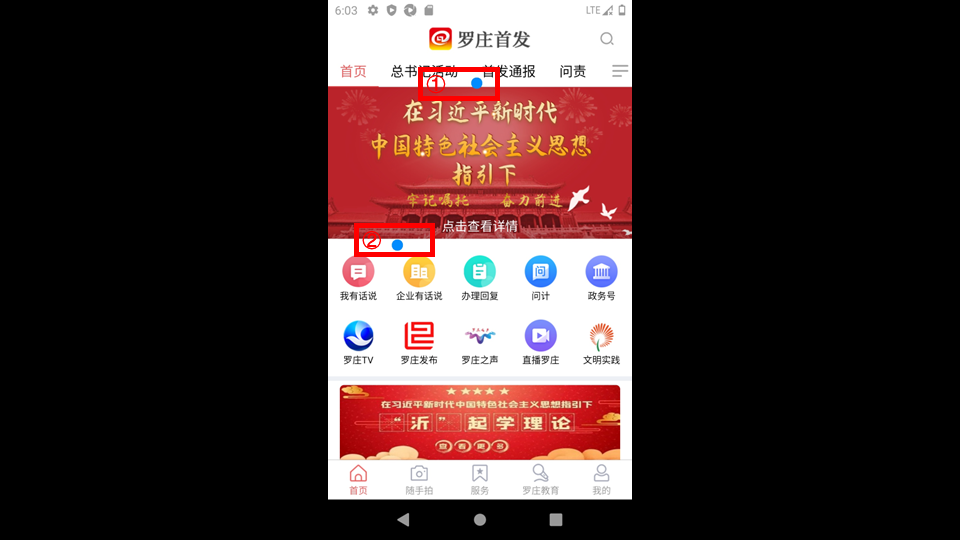 6:03 LTE
罗庄首发
首页 总书记活动 首发通报 问责
①
在习近平新时代
中国特色社会主义思想
指引下
牢记嘱托 奋力前进
点击查看详情
②
我有话说 企业有话说 办理回复 问计 政务号
罗庄TV 罗庄发布 罗庄之声 直播罗庄 文明实践
在习近平新时代中国特色社会主义思想指引下
“沂”起学理论
查看更多
首页 随手拍 服务 罗庄教育 我的